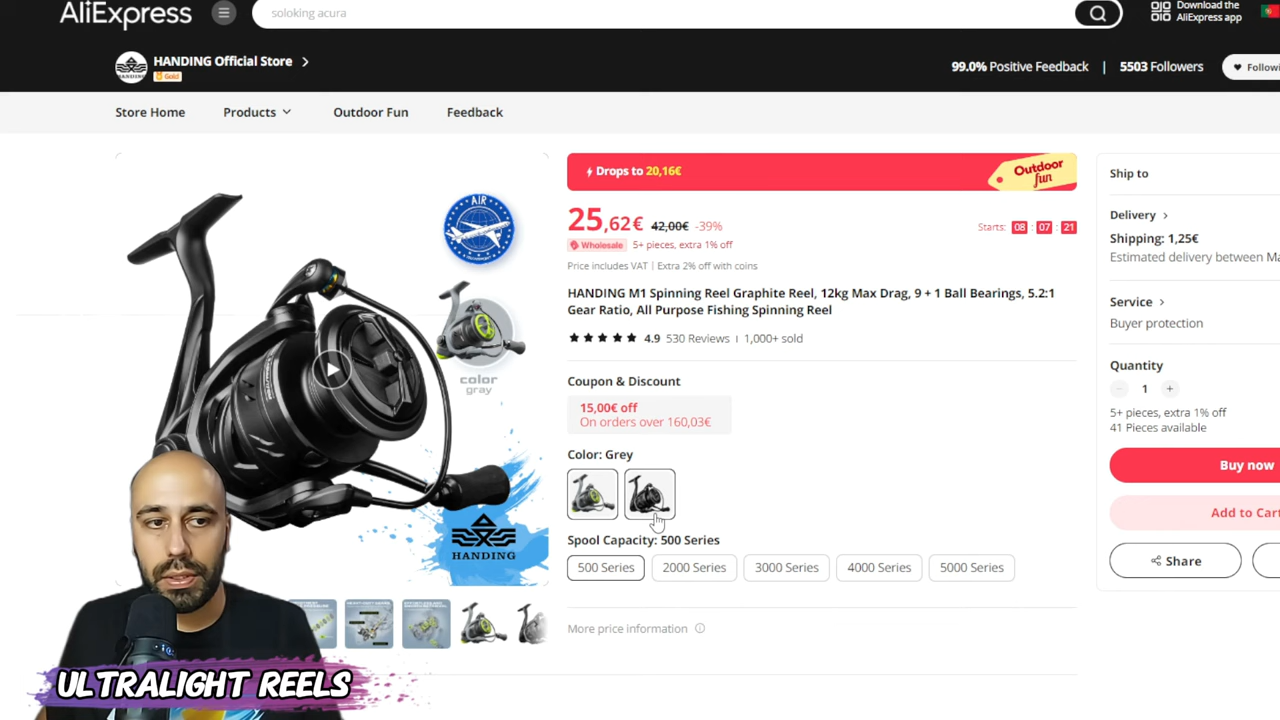 AliExpress
soloking acura
Download the
AliExpress app
HANDING Official Store
Gold
99.0% Positive Feedback | 5503 Followers
Store Home
Products
Outdoor Fun
Feedback
Drops to 20,16€
Outdoor
fun
25,62€ 42,00€ -39%
Starts: 08 : 07 : 21
Wholesale 5+ pieces, extra 1% off
Price includes VAT | Extra 2% off with coins
HANDING M1 Spinning Reel Graphite Reel, 12kg Max Drag, 9 + 1 Ball Bearings, 5.2:1
Gear Ratio, All Purpose Fishing Spinning Reel
4.9 530 Reviews | 1,000+ sold
Coupon & Discount
15,00€ off
On orders over 160,03€
Color: Grey
Spool Capacity: 500 Series
500 Series
2000 Series
3000 Series
4000 Series
5000 Series
More price information
AIR
color
gray
HANDING
Ship to
Delivery
Shipping: 1,25€
Estimated delivery between
Service
Buyer protection
Quantity
1
5+ pieces, extra 1% off
41 Pieces available
Buy now
Add to Cart
Share
ULTRALIGHT REELS